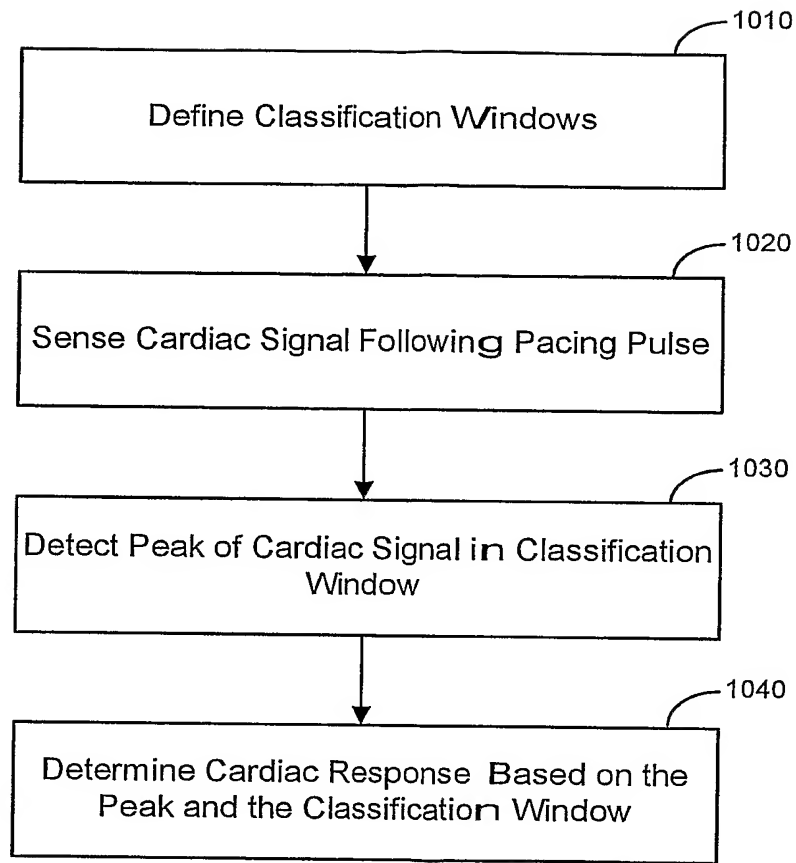 1010
Define Classification Windows
1020
Sense Cardiac Signal Following Pacing Pulse
1030
Detect Peak of Cardiac Signal in Classification
Window
1040
Determine Cardiac Response Based on the
Peak and the Classification Window